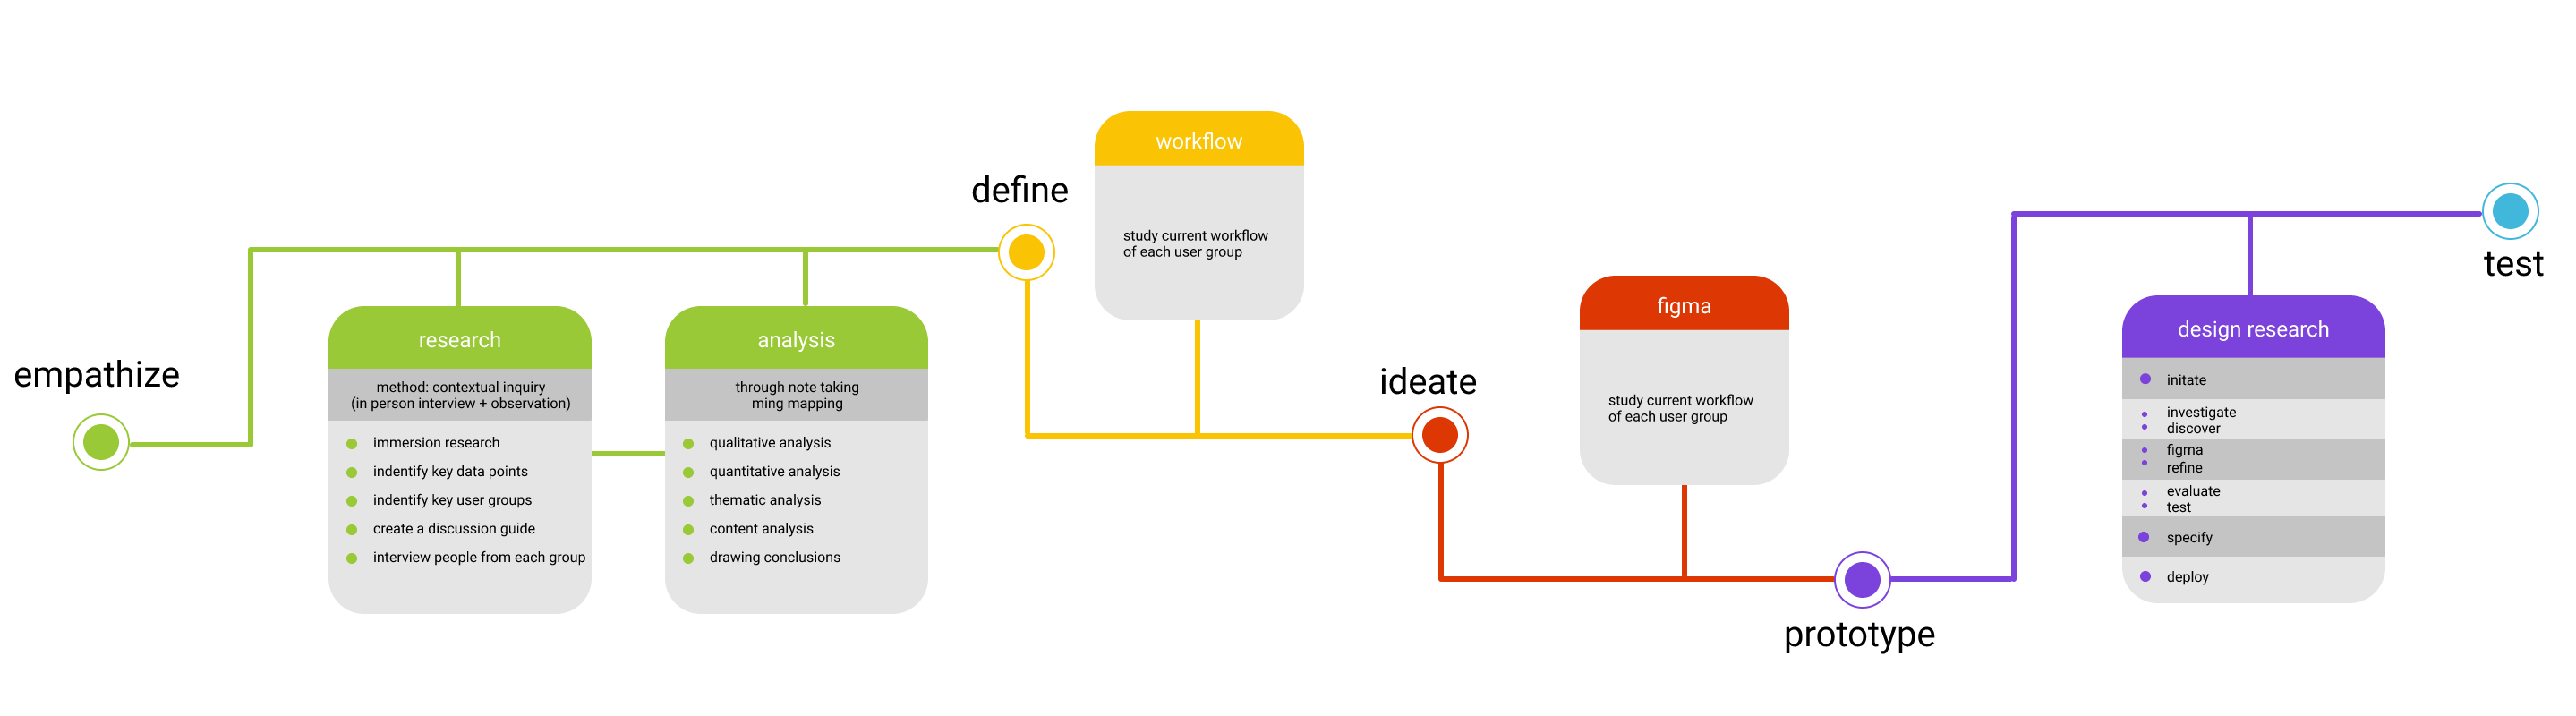 empathize
research
method: contextual inquiry
(in person interview + observation)
immersion research
indentify key data points
indentify key user groups
create a discussion guide
interview people from each group
analysis
through note taking
ming mapping
qualitative analysis
quantitative analysis
thematic analysis
content analysis
drawing conclusions
define
workflow
study current workflow
of each user group
ideate
figma
study current workflow
of each user group
prototype
design research
initate
investigate
discover
figma
refine
evaluate
test
specify
deploy
test